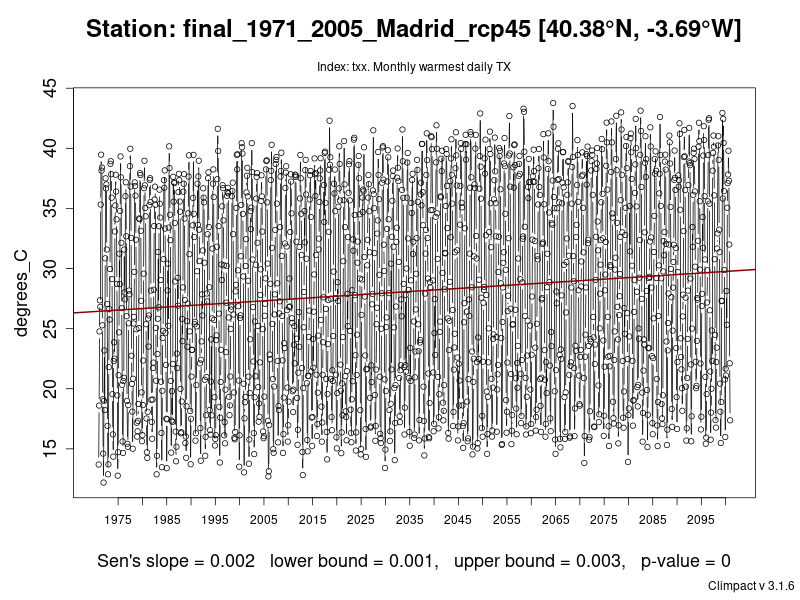 Station: final_1971_2005_Madrid_rcp45 [40.38°N, -3.69°W]
Index: txx. Monthly warmest daily TX
45
40
35
30
25
20
15
degrees_C
1975 1985 1995 2005 2015 2025 2035 2045 2055 2065 2075 2085 2095
Sen's slope = 0.002 lower bound = 0.001, upper bound = 0.003, p-value = 0
Climpact v 3.1.6